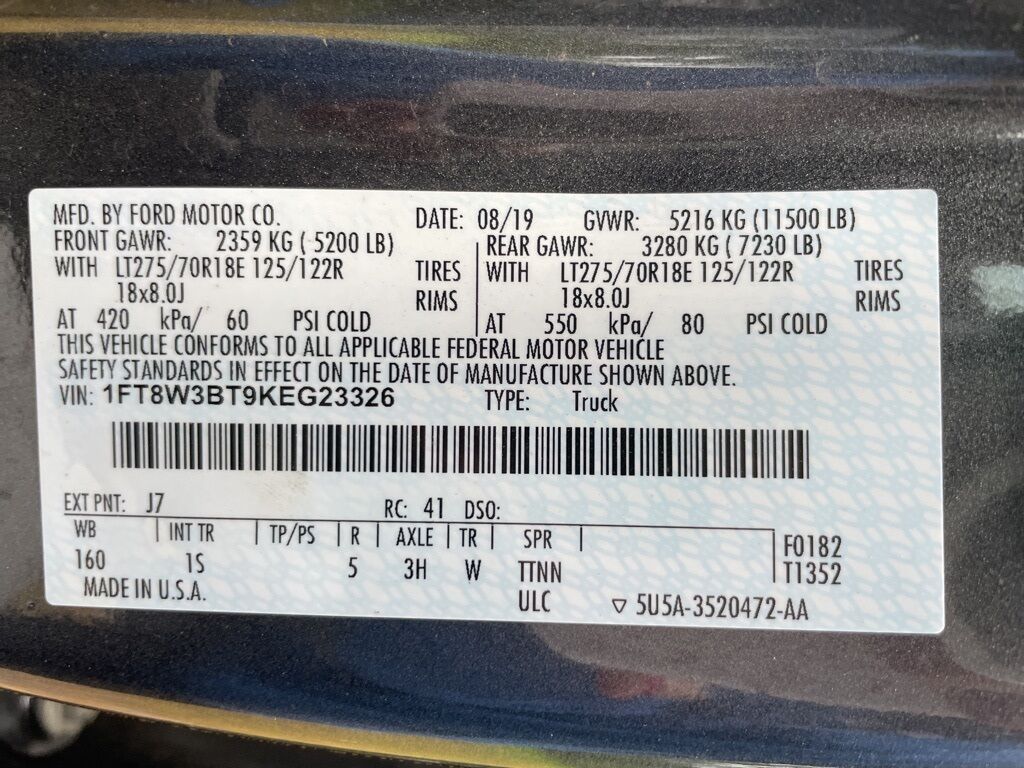 MFD. BY FORD MOTOR CO. DATE: 08/19 GVWR: 5216 KG (11500 LB)
FRONT GAWR: 2359 KG ( 5200 LB) REAR GAWR: 3280 KG ( 7230 LB)
WITH LT275/70R18E 125/122R TIRES WITH LT275/70R18E 125/122R TIRES
18x8.0J RIMS 18x8.0J RIMS
AT 420 kPa/ 60 PSI COLD AT 550 kPa/ 80 PSI COLD
THIS VEHICLE CONFORMS TO ALL APPLICABLE FEDERAL MOTOR VEHICLE
SAFETY STANDARDS IN EFFECT ON THE DATE OF MANUFACTURE SHOWN ABOVE.
VIN: 1FT8W3BT9KEG23326 TYPE: Truck
EXT PNT: J7 RC: 41 DSO:
WB INT TR TP/PS R AXLE TR SPR F0182
160 1S 5 3H W TTNN T1352
MADE IN U.S.A. ULC ▽ 5U5A-3520472-AA